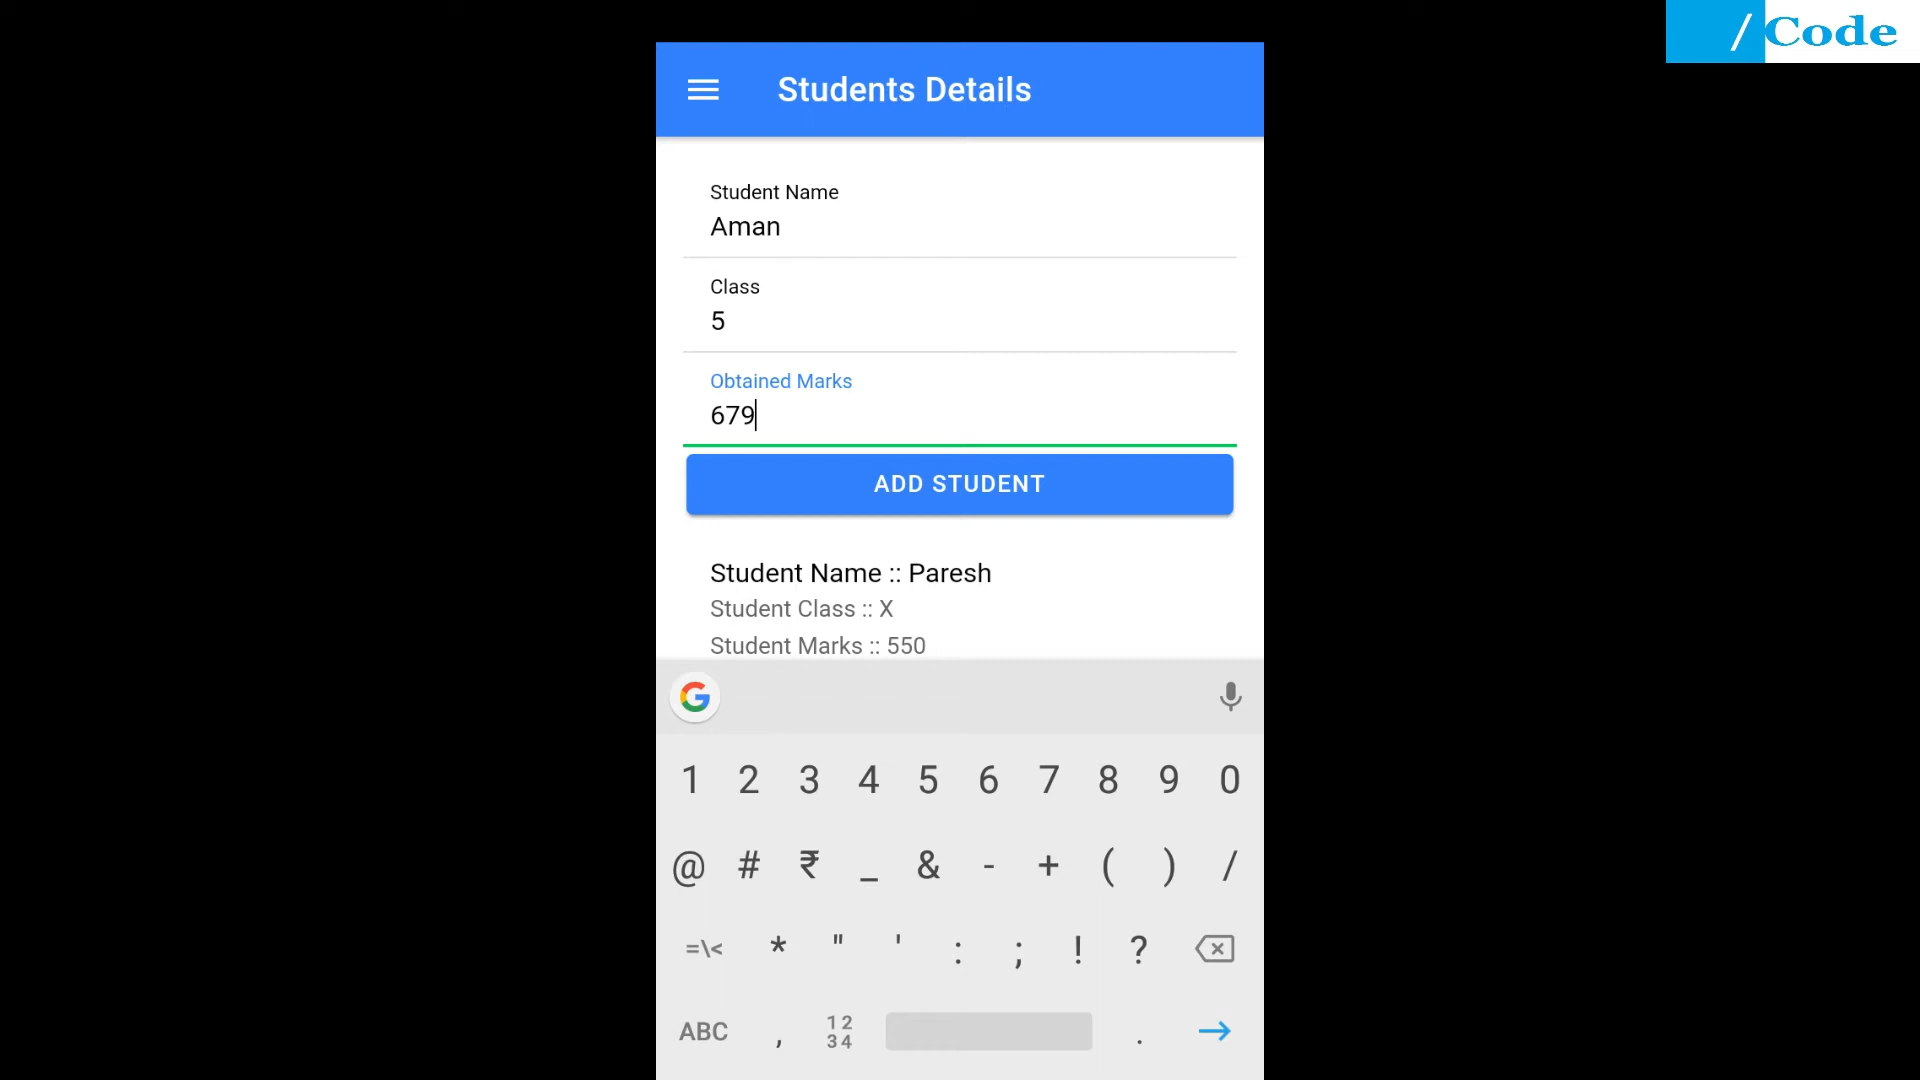 /Code
Students Details
Student Name
Aman
Class
5
Obtained Marks
679
ADD STUDENT
Student Name :: Paresh
Student Class :: X
Student Marks :: 550
G
1 2 3 4 5 6 7 8 9 0
@ # ₹ _ & - + ( ) /
=\< * " ' : ; ! ?
ABC , 12 34 .